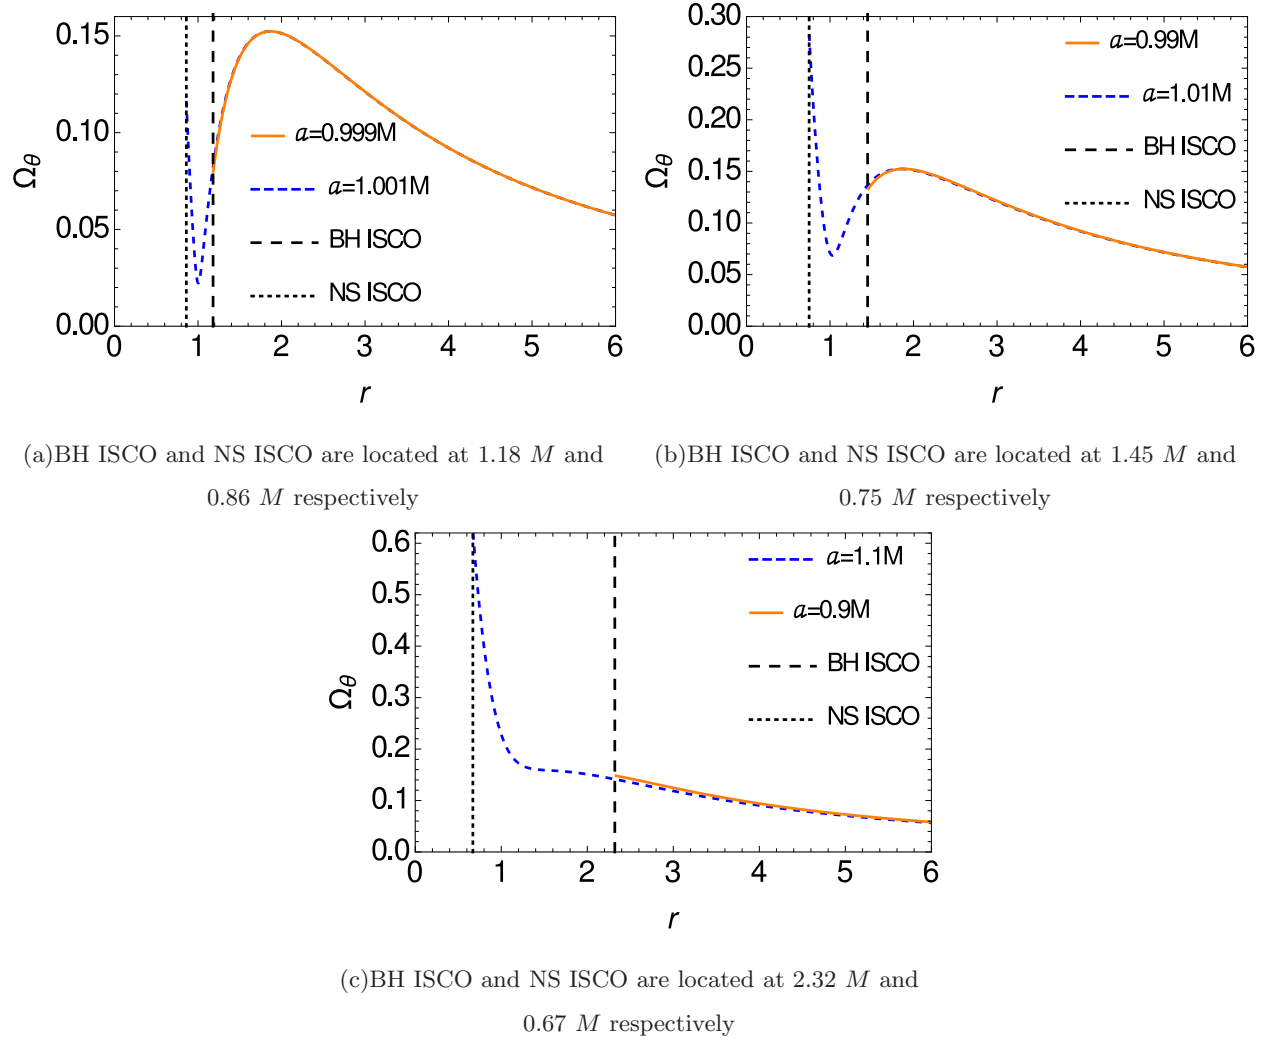 0.15
0.10
0.05
0.00
Ω_θ
a=0.999M
a=1.001M
BH ISCO
NS ISCO
0 1 2 3 4 5 6
r
(a)BH ISCO and NS ISCO are located at 1.18 M and
0.86 M respectively
0.30
0.25
0.20
0.15
0.10
0.05
0.00
Ω_θ
a=0.99M
a=1.01M
BH ISCO
NS ISCO
0 1 2 3 4 5 6
r
(b)BH ISCO and NS ISCO are located at 1.45 M and
0.75 M respectively
0.6
0.5
0.4
0.3
0.2
0.1
0.0
Ω_θ
a=1.1M
a=0.9M
BH ISCO
NS ISCO
0 1 2 3 4 5 6
r
(c)BH ISCO and NS ISCO are located at 2.32 M and
0.67 M respectively